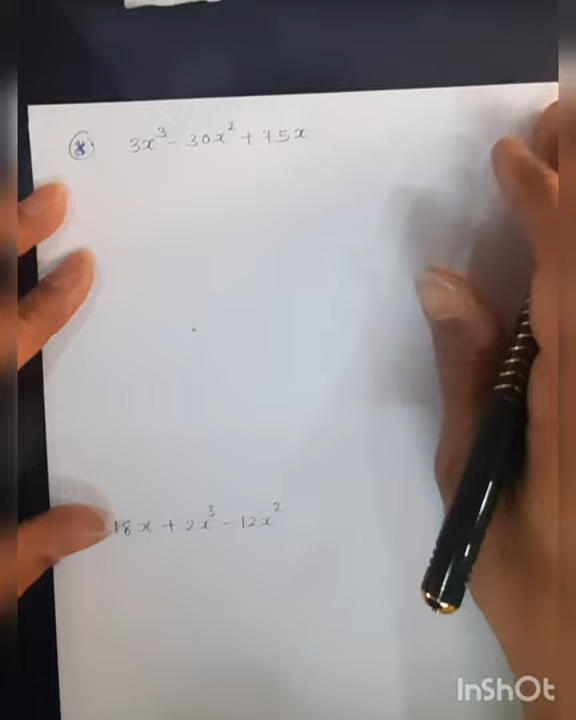 * 3x³ - 30x² + 75x
18x + 2x³ - 12x²
InShOt